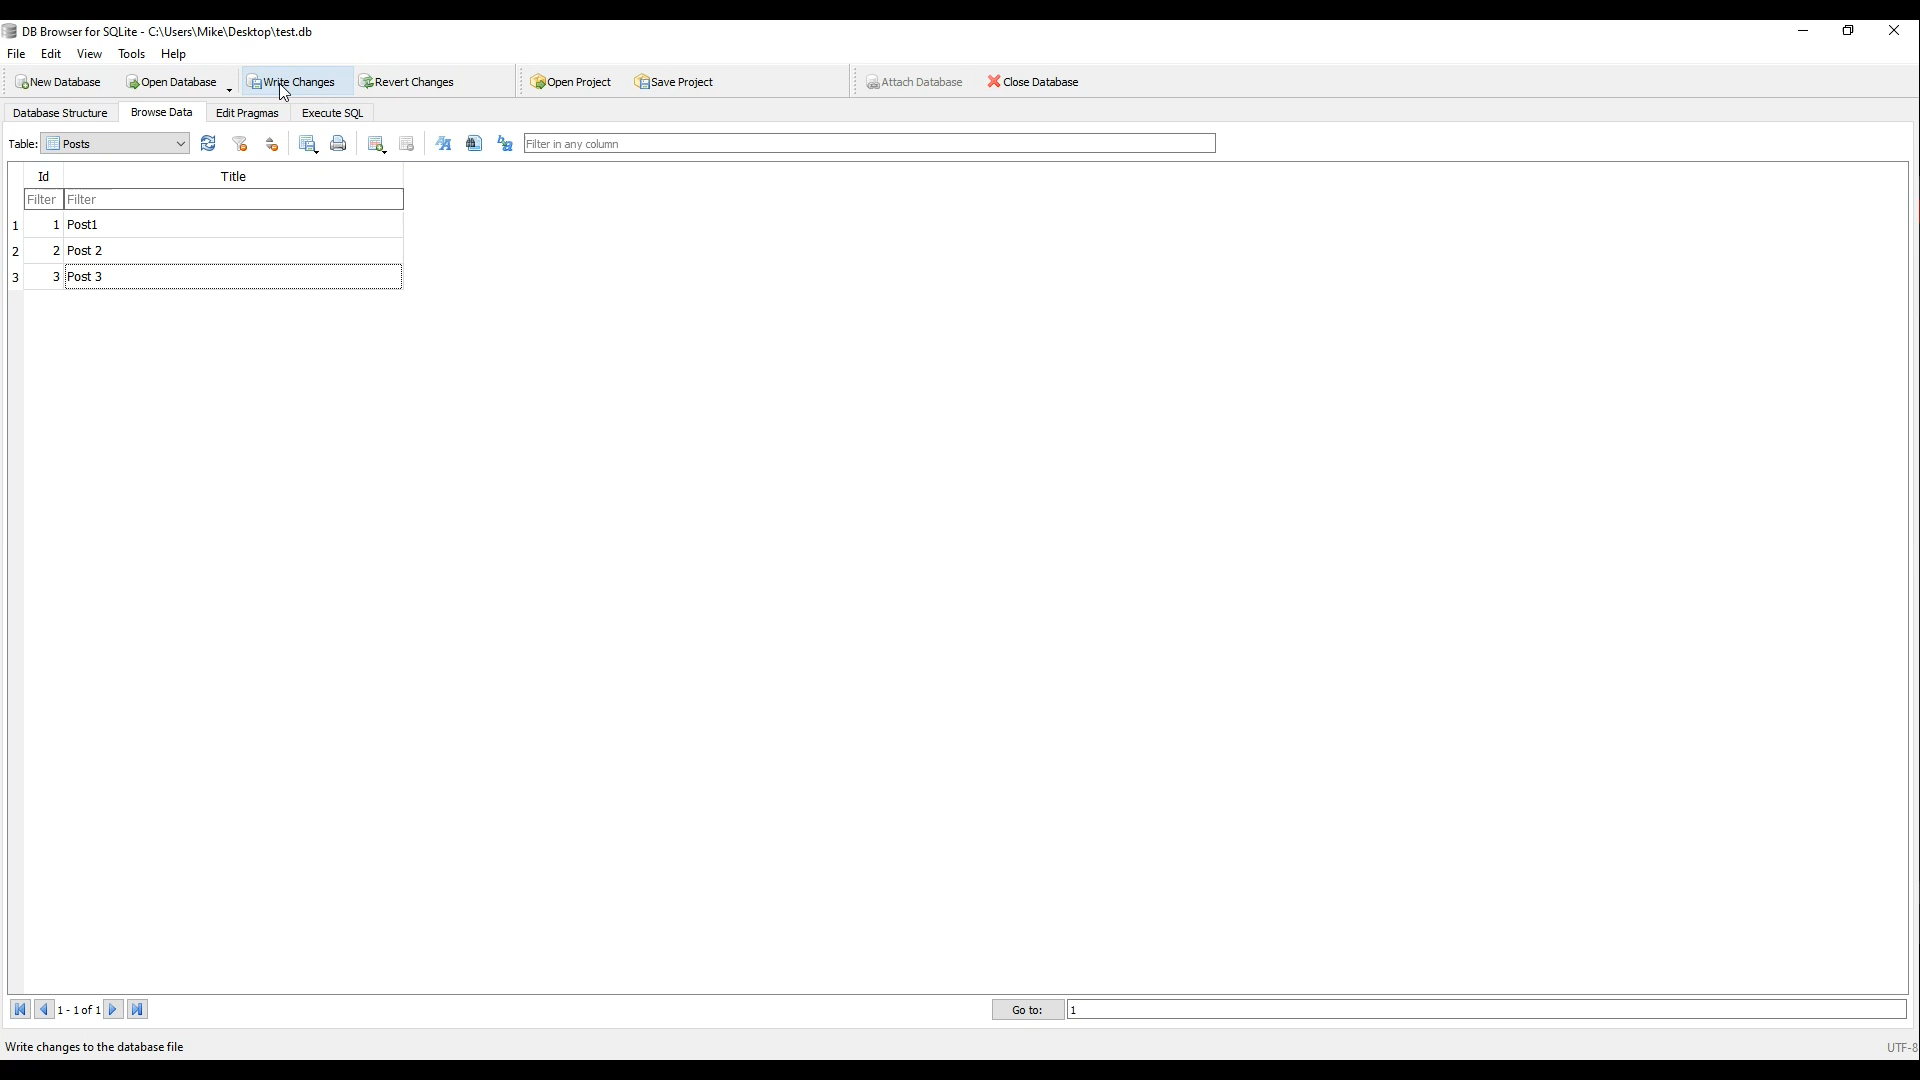 DB Browser for SQLite - C:\Users\Mike\Desktop\test.db
File Edit View Tools Help
New Database Open Database Write Changes Revert Changes Open Project Save Project Attach Database Close Database
Database Structure Browse Data Edit Pragmas Execute SQL
Table: Posts Filter in any column
Id Title
Filter Filter
1 1 Post1
2 2 Post 2
3 3 Post 3
1 - 1 of 1 Go to: 1
Write changes to the database file UTF-8